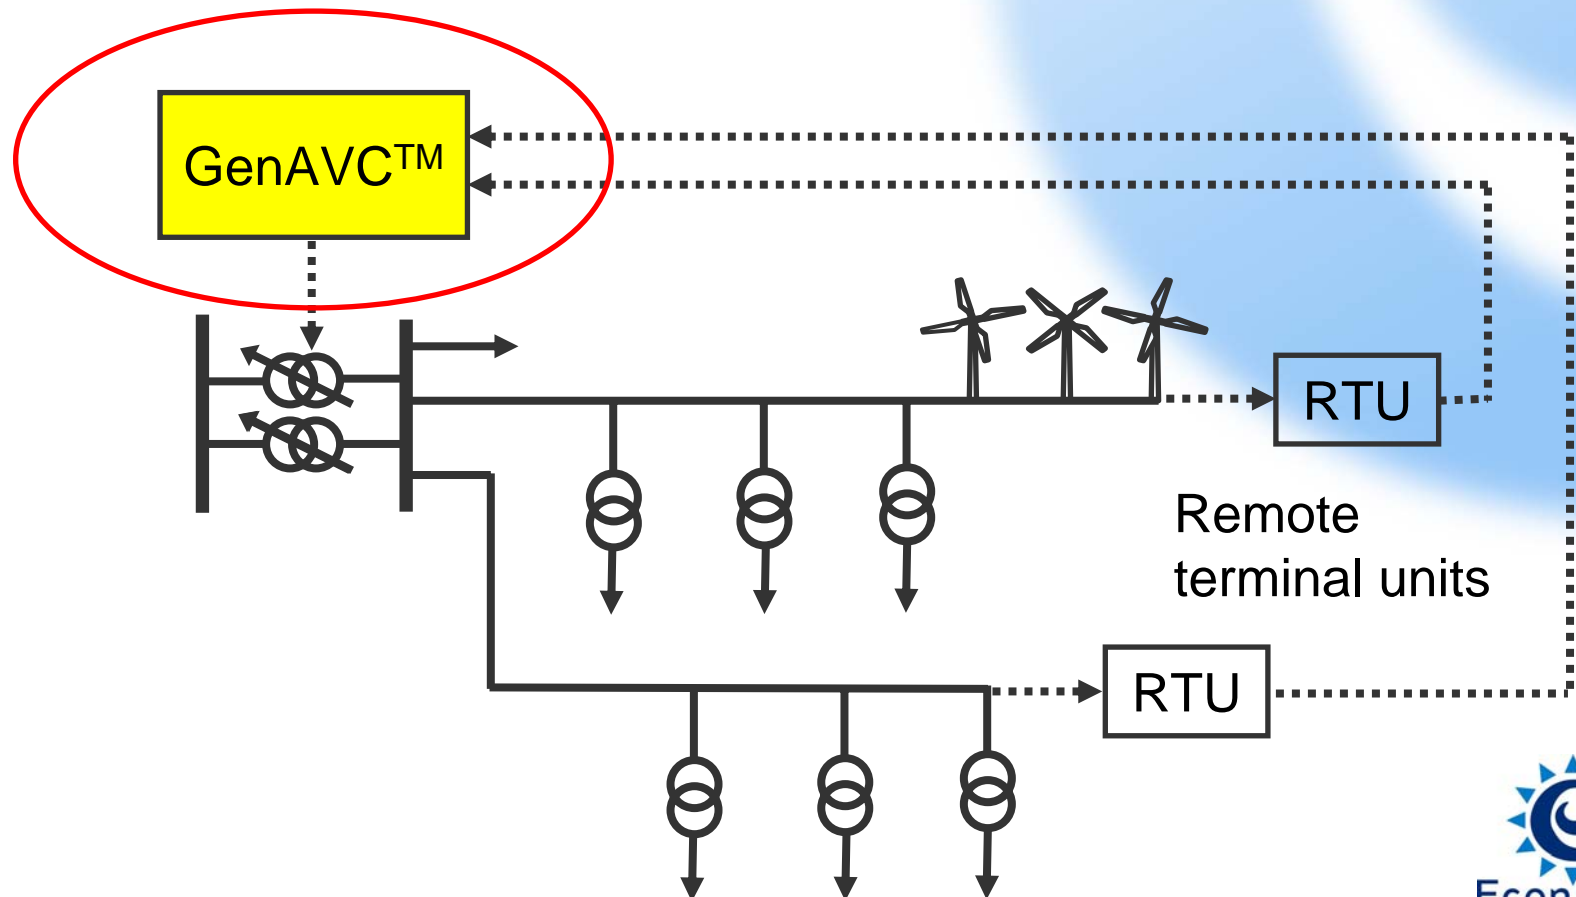 GenAVC™
RTU
Remote
terminal units
RTU